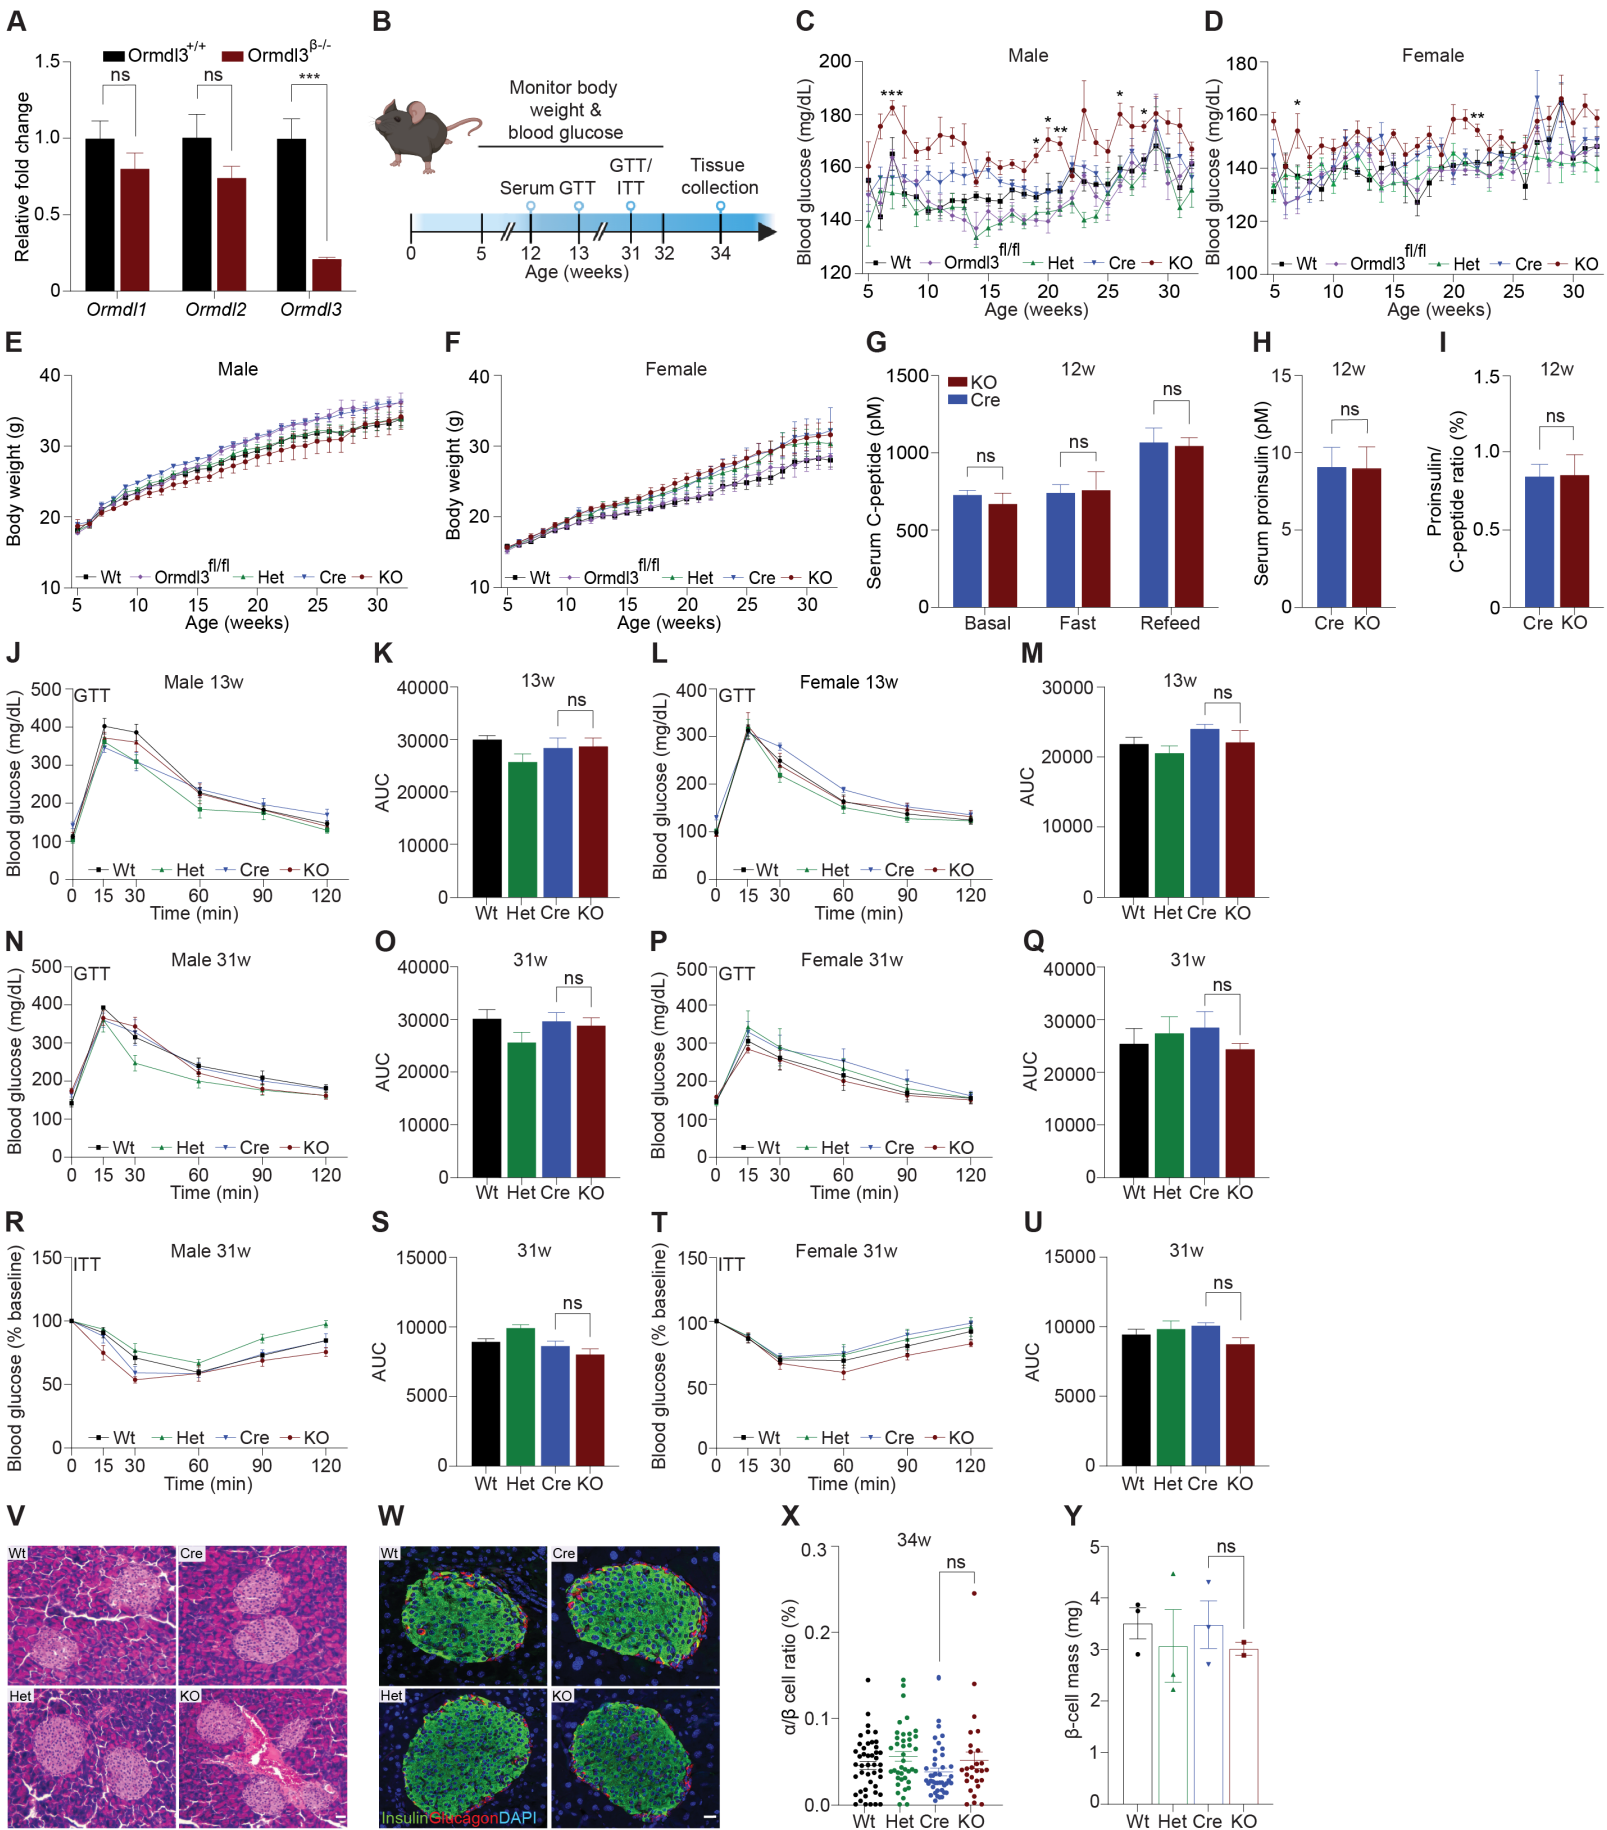 A
Ormdl3+/+ Ormdl3β-/-
Relative fold change
1.5
1.0
0.5
0
ns
ns
***
Ormdl1 Ormdl2 Ormdl3
B
Monitor body
weight &
blood glucose
GTT/
ITT
Tissue
collection
Serum GTT
0 5 12 13 31 32 34
Age (weeks)
C
Male
Blood glucose (mg/dL)
200
180
160
140
120
***
*
*
**
*
*
Wt Ormdl3fl/fl Het Cre KO
5 10 15 20 25 30
Age (weeks)
D
Female
Blood glucose (mg/dL)
180
160
140
120
100
*
**
Wt Ormdl3fl/fl Het Cre KO
5 10 15 20 25 30
Age (weeks)
E
Male
Body weight (g)
40
30
20
10
Wt Ormdl3fl/fl Het Cre KO
5 10 15 20 25 30
Age (weeks)
F
Female
Body weight (g)
40
30
20
10
Wt Ormdl3fl/fl Het Cre KO
5 10 15 20 25 30
Age (weeks)
G
12w
KO
Cre
Serum C-peptide (pM)
1500
1000
500
0
ns
ns
ns
Basal Fast Refeed
H
12w
Serum proinsulin (pM)
15
10
5
0
ns
Cre KO
I
12w
Proinsulin/
C-peptide ratio (%)
1.5
1.0
0.5
0
ns
Cre KO
J
GTT
Male 13w
Blood glucose (mg/dL)
500
400
300
200
100
0
Wt Het Cre KO
0 15 30 60 90 120
Time (min)
K
13w
AUC
40000
30000
20000
10000
0
ns
Wt Het Cre KO
L
GTT
Female 13w
Blood glucose (mg/dL)
400
300
200
100
0
Wt Het Cre KO
0 15 30 60 90 120
Time (min)
M
13w
AUC
30000
20000
10000
0
ns
Wt Het Cre KO
N
GTT
Male 31w
Blood glucose (mg/dL)
500
400
300
200
100
0
Wt Het Cre KO
0 15 30 60 90 120
Time (min)
O
31w
AUC
40000
30000
20000
10000
0
ns
Wt Het Cre KO
P
GTT
Female 31w
Blood glucose (mg/dL)
500
400
300
200
100
0
Wt Het Cre KO
0 15 30 60 90 120
Time (min)
Q
31w
AUC
40000
30000
20000
10000
0
ns
Wt Het Cre KO
R
ITT
Male 31w
Blood glucose (% baseline)
150
100
50
0
Wt Het Cre KO
0 15 30 60 90 120
Time (min)
S
31w
AUC
15000
10000
5000
0
ns
Wt Het Cre KO
T
ITT
Female 31w
Blood glucose (% baseline)
150
100
50
0
Wt Het Cre KO
0 15 30 60 90 120
Time (min)
U
31w
AUC
15000
10000
5000
0
ns
Wt Het Cre KO
V
Wt Cre
Het KO
W
Wt Cre
Het KO
InsulinGlucagonDAPI
X
34w
α/β cell ratio (%)
0.3
0.2
0.1
0.0
ns
Wt Het Cre KO
Y
β-cell mass (mg)
5
4
3
2
1
0
ns
Wt Het Cre KO